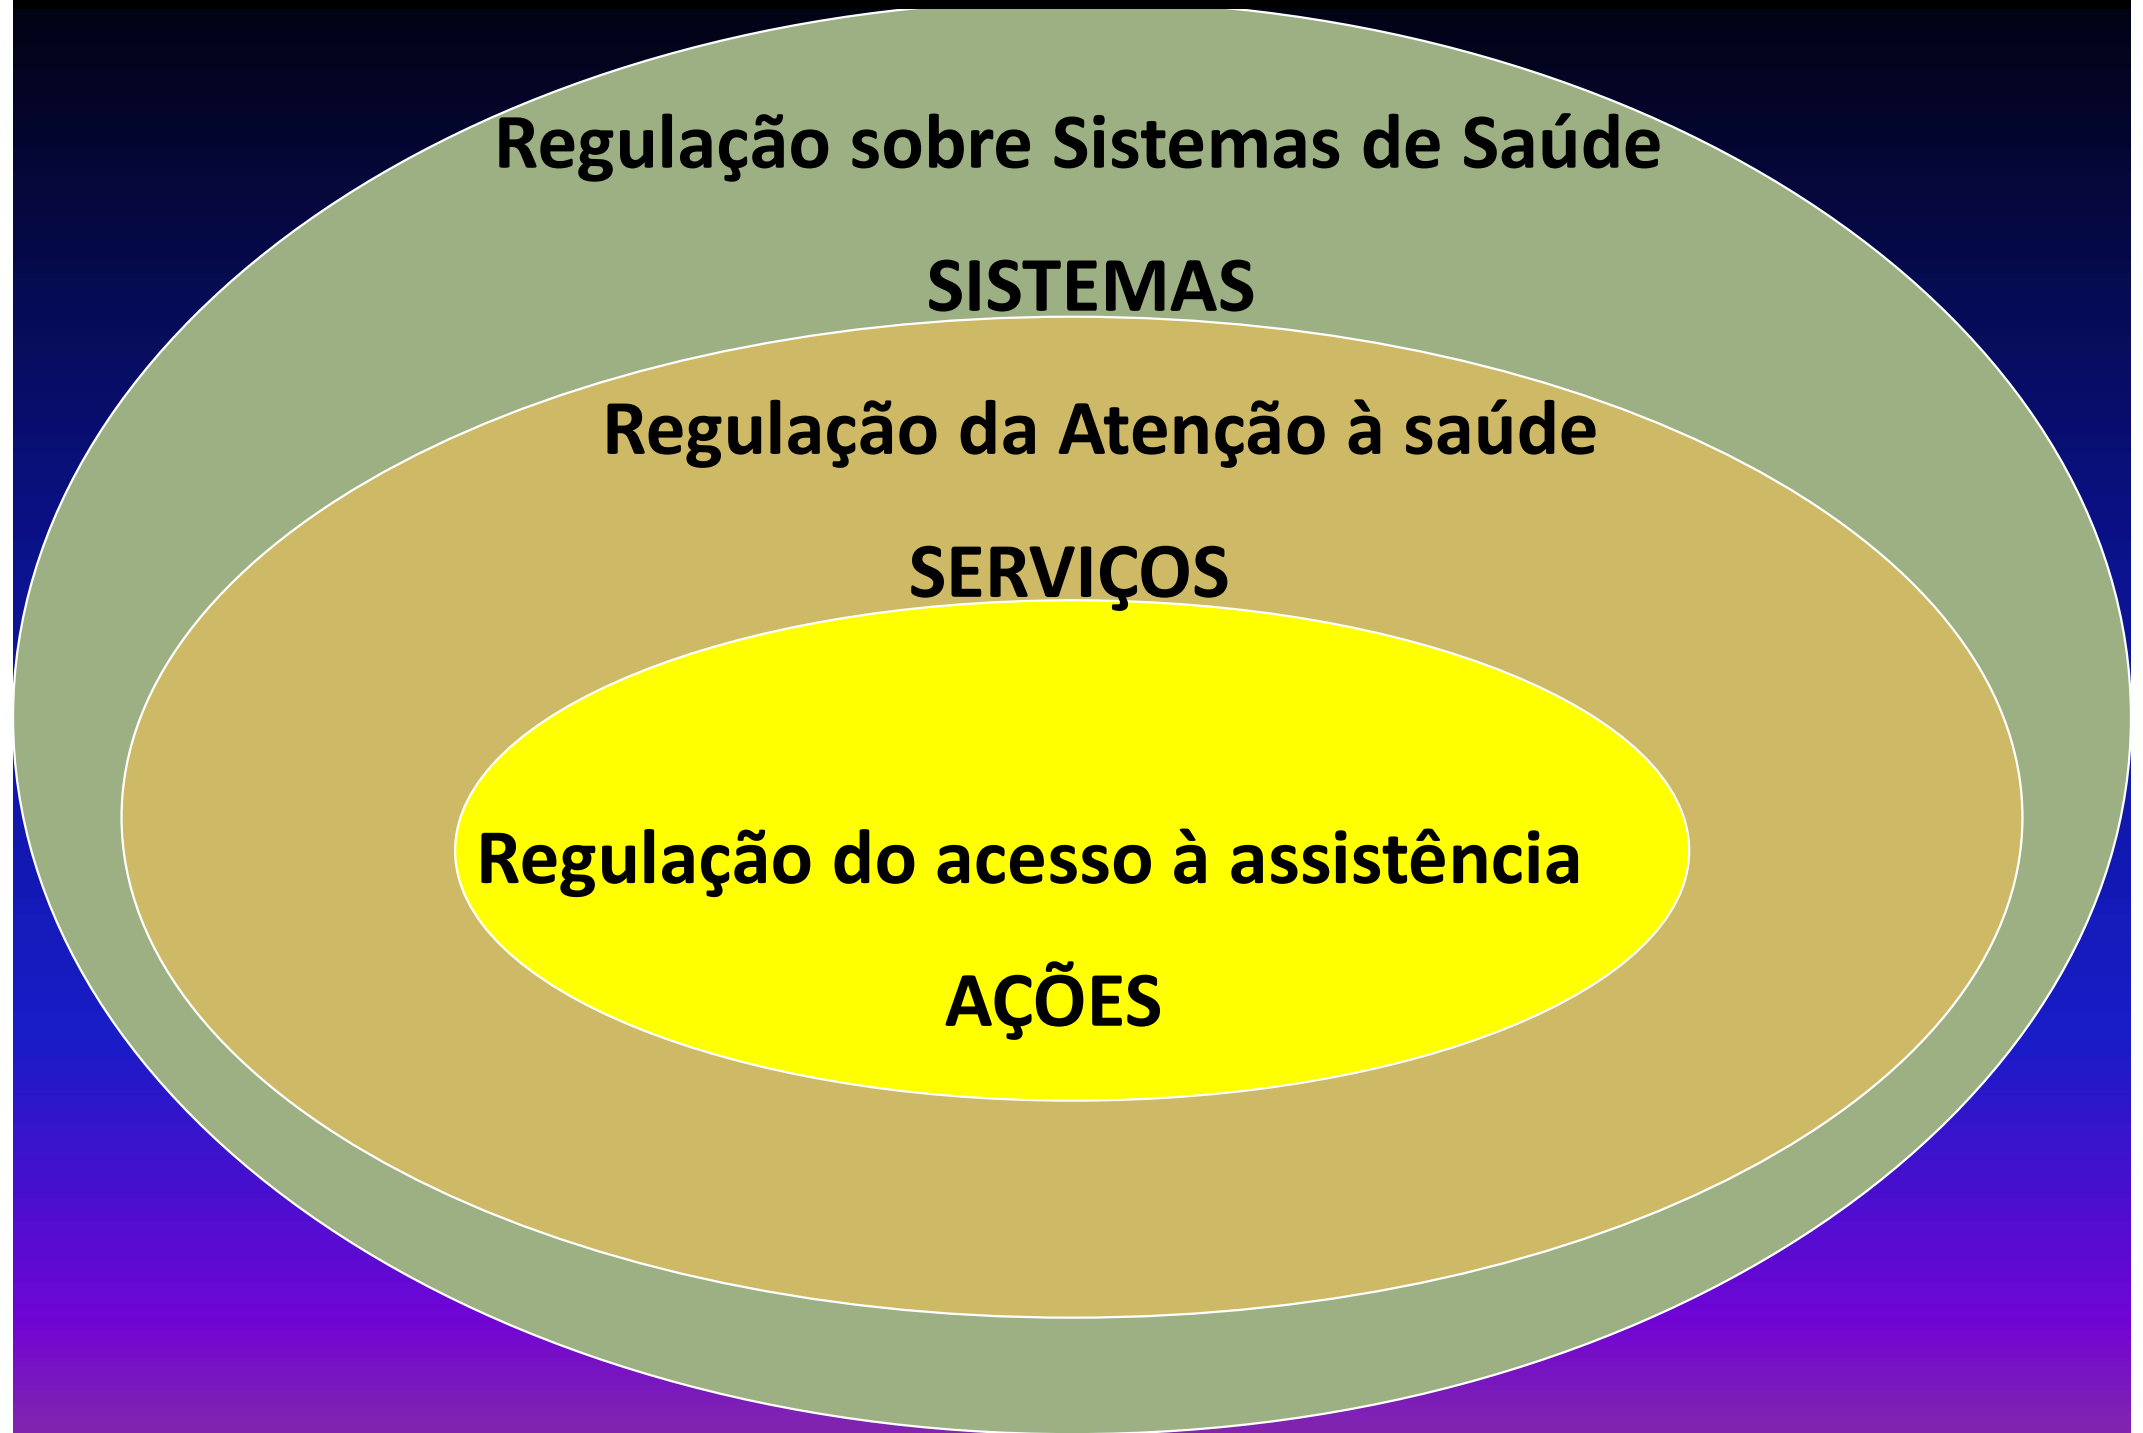 Regulação sobre Sistemas de Saúde
SISTEMAS
Regulação da Atenção à saúde
SERVIÇOS
Regulação do acesso à assistência
AÇÕES